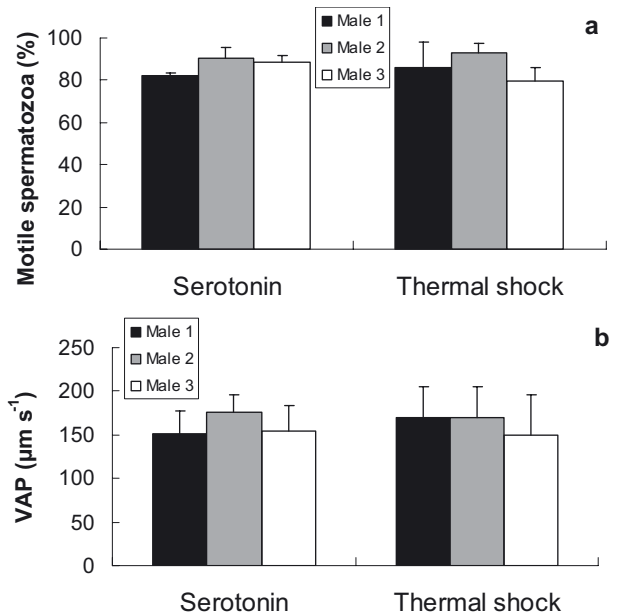 a
Motile spermatozoa (%)
100
80
60
40
20
0
Male 1
Male 2
Male 3
Serotonin
Thermal shock
b
VAP (µm s⁻¹)
250
200
150
100
50
0
Male 1
Male 2
Male 3
Serotonin
Thermal shock